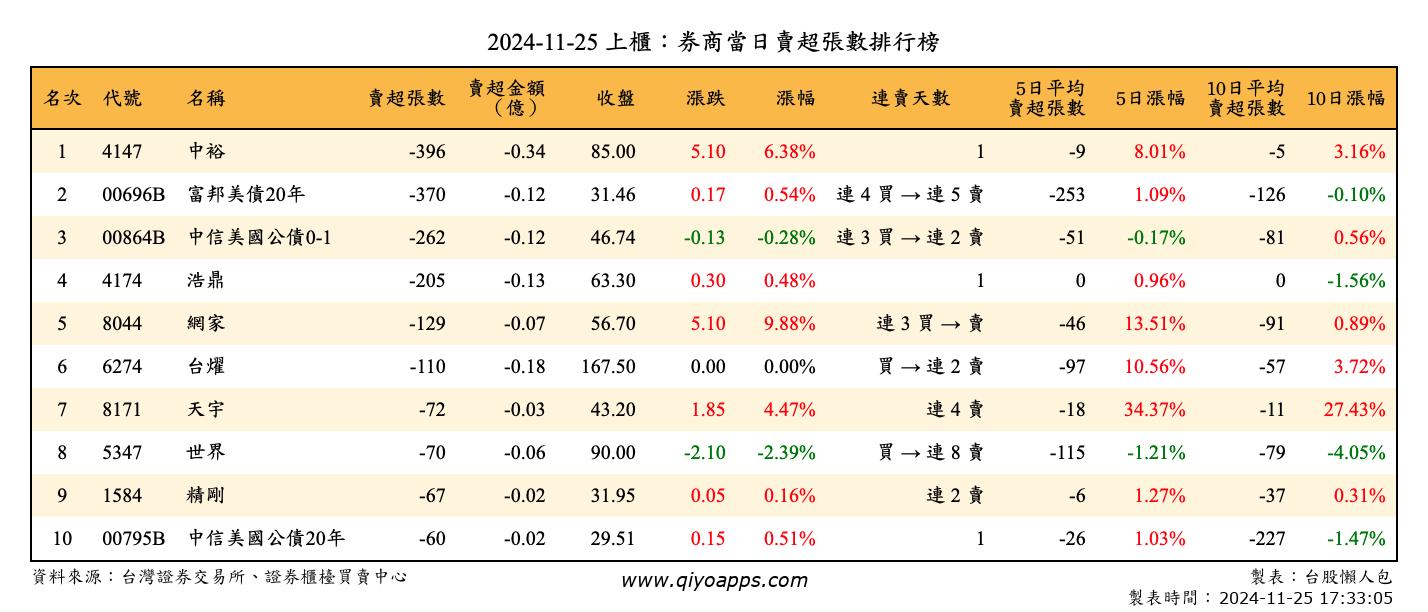 2024-11-25 上櫃：券商當日賣超張數排行榜
名次 代號 名稱 賣超張數 賣超金額（億） 收盤 漲跌 漲幅 連賣天數 5日平均賣超張數 5日漲幅 10日平均賣超張數 10日漲幅
1 4147 中裕 -396 -0.34 85.00 5.10 6.38% 1 -9 8.01% -5 3.16%
2 00696B 富邦美債20年 -370 -0.12 31.46 0.17 0.54% 連 4 買 → 連 5 賣 -253 1.09% -126 -0.10%
3 00864B 中信美國公債0-1 -262 -0.12 46.74 -0.13 -0.28% 連 3 買 → 連 2 賣 -51 -0.17% -81 0.56%
4 4174 浩鼎 -205 -0.13 63.30 0.30 0.48% 1 0 0.96% 0 -1.56%
5 8044 網家 -129 -0.07 56.70 5.10 9.88% 連 3 買 → 賣 -46 13.51% -91 0.89%
6 6274 台燿 -110 -0.18 167.50 0.00 0.00% 買 → 連 2 賣 -97 10.56% -57 3.72%
7 8171 天宇 -72 -0.03 43.20 1.85 4.47% 連 4 賣 -18 34.37% -11 27.43%
8 5347 世界 -70 -0.06 90.00 -2.10 -2.39% 買 → 連 8 賣 -115 -1.21% -79 -4.05%
9 1584 精剛 -67 -0.02 31.95 0.05 0.16% 連 2 賣 -6 1.27% -37 0.31%
10 00795B 中信美國公債20年 -60 -0.02 29.51 0.15 0.51% 1 -26 1.03% -227 -1.47%
資料來源：台灣證券交易所、證券櫃檯買賣中心 www.qiyoapps.com 製表：台股懶人包
製表時間：2024-11-25 17:33:05